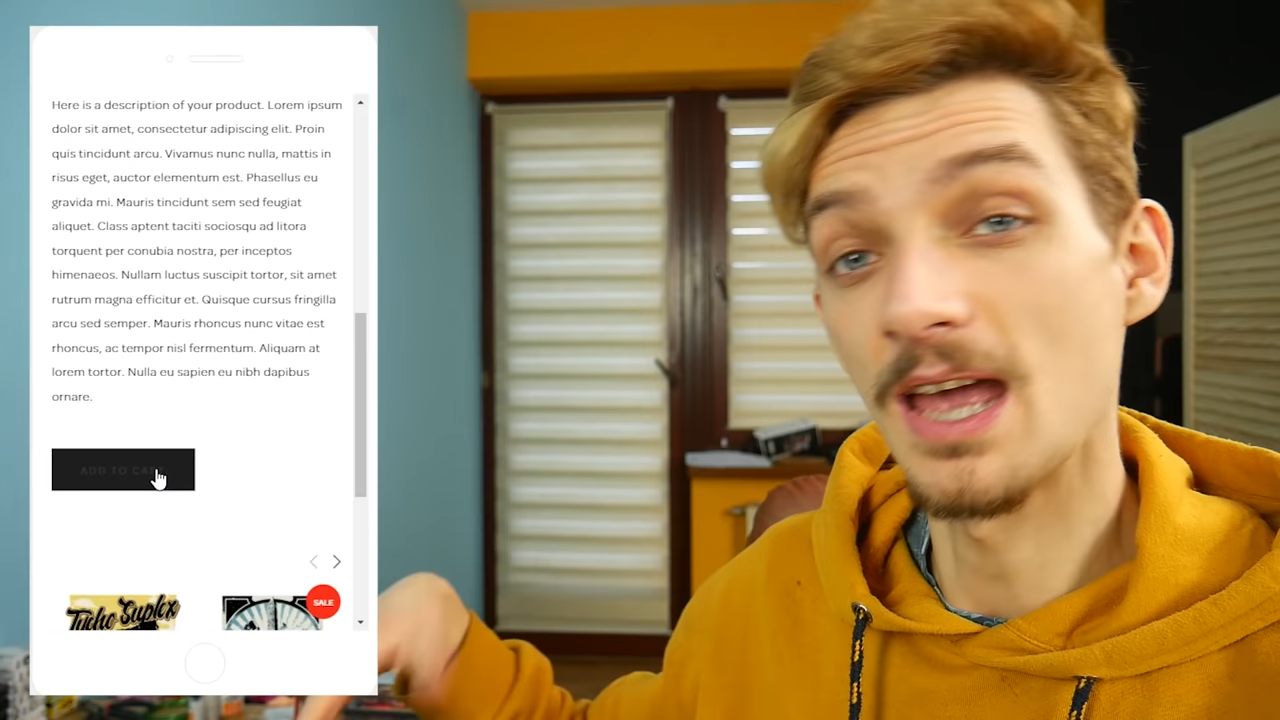 Here is a description of your product. Lorem ipsum
dolor sit amet, consectetur adipiscing elit. Proin
quis tincidunt arcu. Vivamus nunc nulla, mattis in
risus eget, auctor elementum est. Phasellus eu
gravida mi. Mauris tincidunt sem sed feugiat
aliquet. Class aptent taciti sociosqu ad litora
torquent per conubia nostra, per inceptos
himenaeos. Nullam luctus suscipit tortor, sit amet
rutrum magna efficitur et. Quisque cursus fringilla
arcu sed semper. Mauris rhoncus nunc vitae est
rhoncus, ac tempor nisl fermentum. Aliquam at
lorem tortor. Nulla eu sapien eu nibh dapibus
ornare.
ADD TO CART
SALE